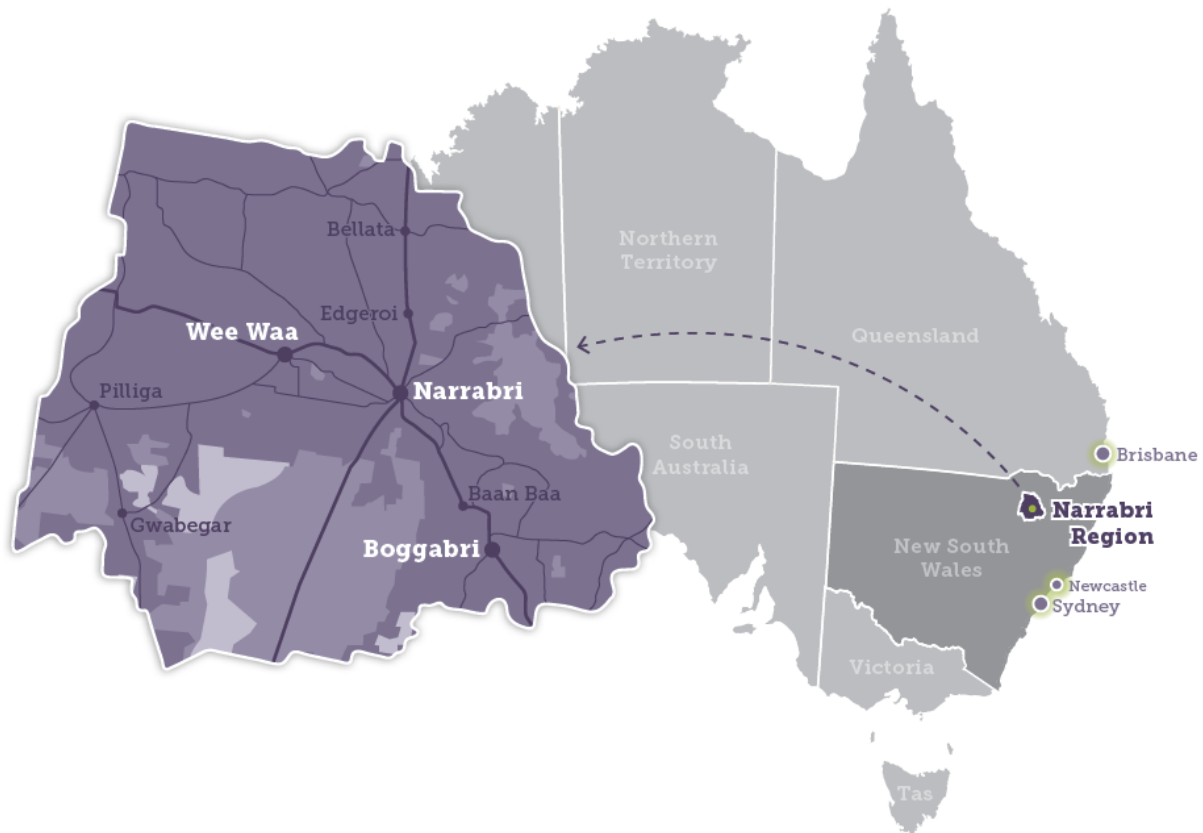 Bellata
Edgeroi
Wee Waa
Narrabri
Pilliga
Baan Baa
Gwabegar
Boggabri
Northern
Territory
Queensland
South
Australia
Brisbane
Narrabri
Region
New South
Wales
Newcastle
Sydney
Victoria
Tas